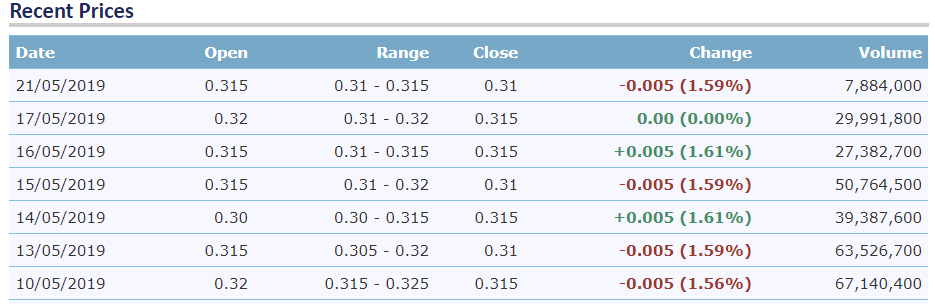 Recent Prices
Date Open Range Close Change Volume
21/05/2019 0.315 0.31 - 0.315 0.31 -0.005 (1.59%) 7,884,000
17/05/2019 0.32 0.31 - 0.32 0.315 0.00 (0.00%) 29,991,800
16/05/2019 0.315 0.31 - 0.315 0.315 +0.005 (1.61%) 27,382,700
15/05/2019 0.315 0.31 - 0.32 0.31 -0.005 (1.59%) 50,764,500
14/05/2019 0.30 0.30 - 0.315 0.315 +0.005 (1.61%) 39,387,600
13/05/2019 0.315 0.305 - 0.32 0.31 -0.005 (1.59%) 63,526,700
10/05/2019 0.32 0.315 - 0.325 0.315 -0.005 (1.56%) 67,140,400